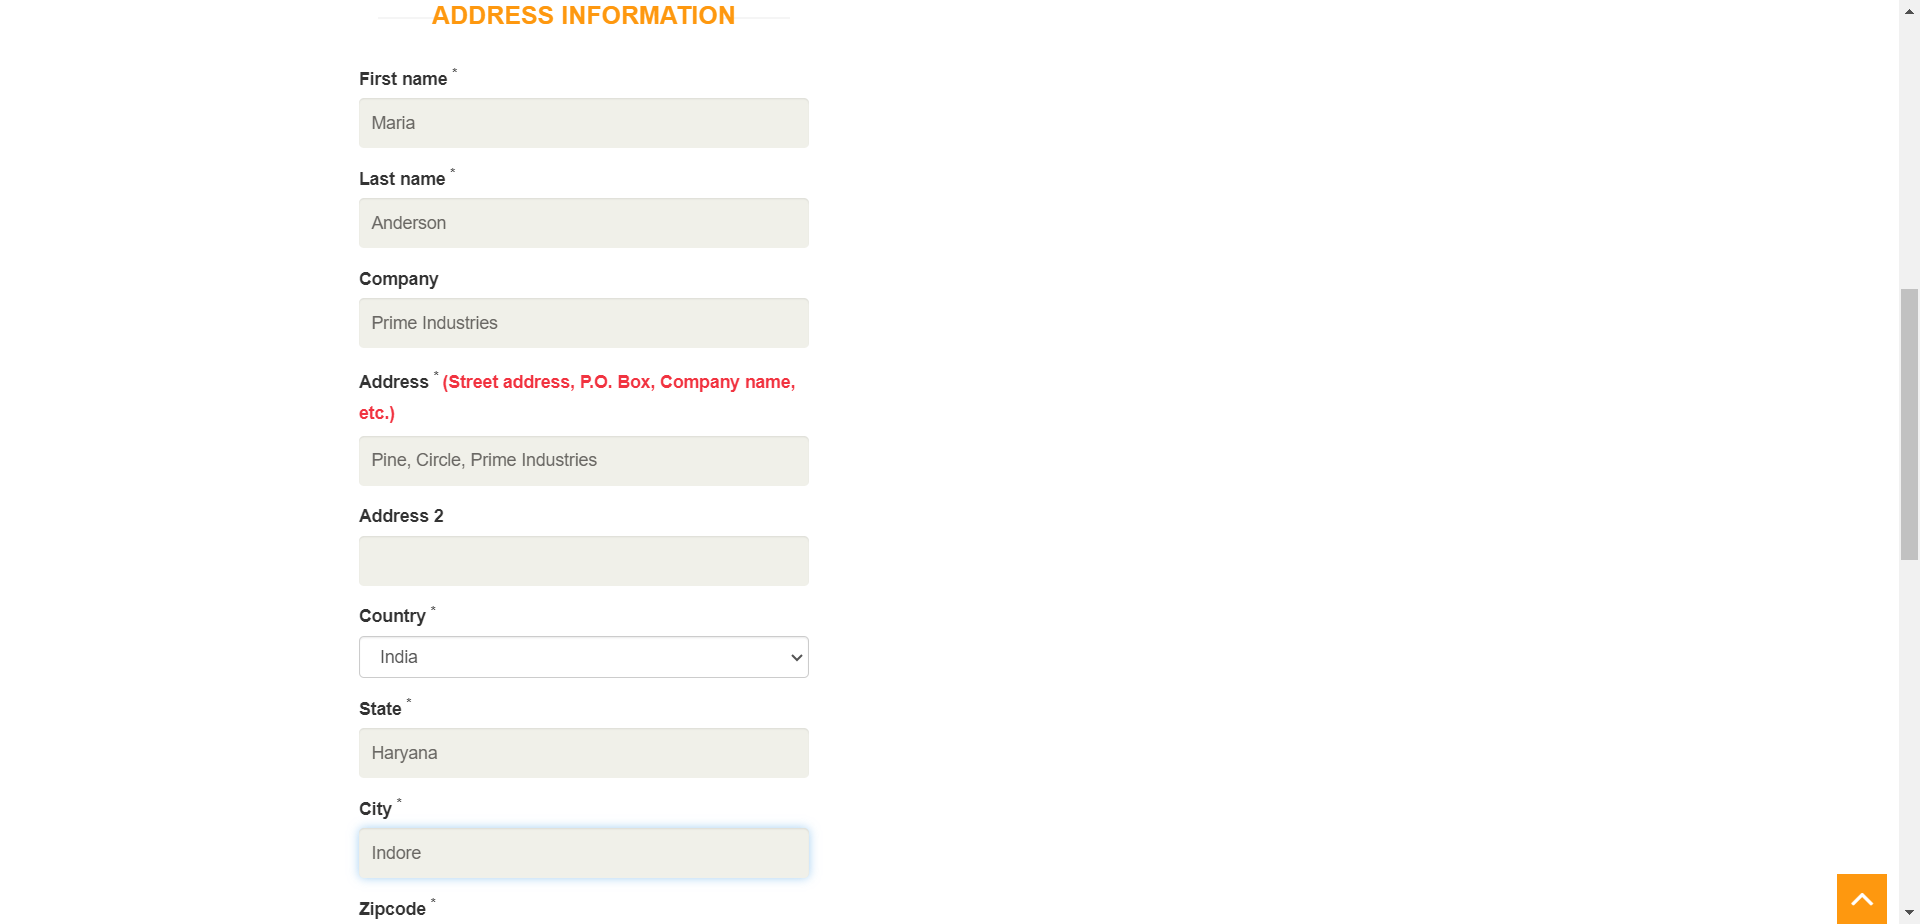 ADDRESS INFORMATION
First name *
Maria
Last name *
Anderson
Company
Prime Industries
Address * (Street address, P.O. Box, Company name,
etc.)
Pine, Circle, Prime Industries
Address 2
Country *
India
State *
Haryana
City *
Indore
Zipcode *